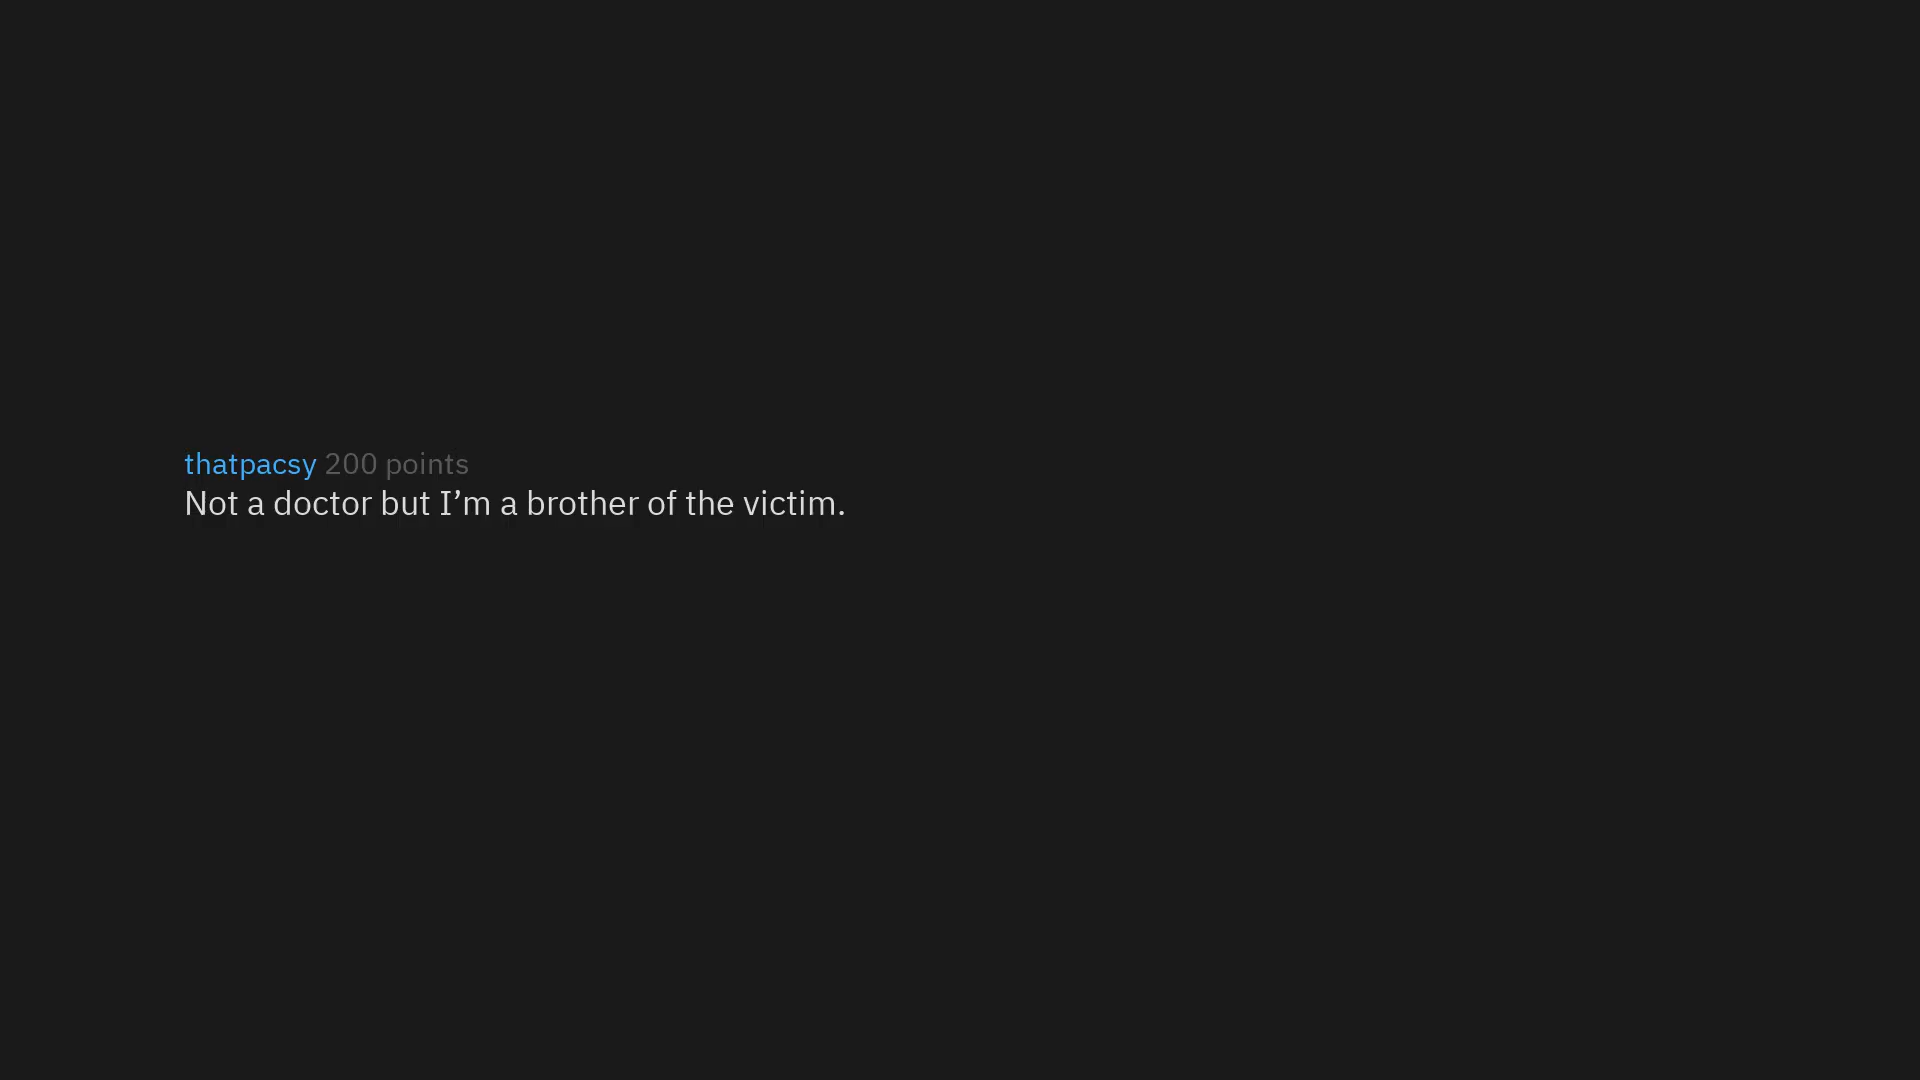 thatpacsy 200 points
Not a doctor but I’m a brother of the victim.